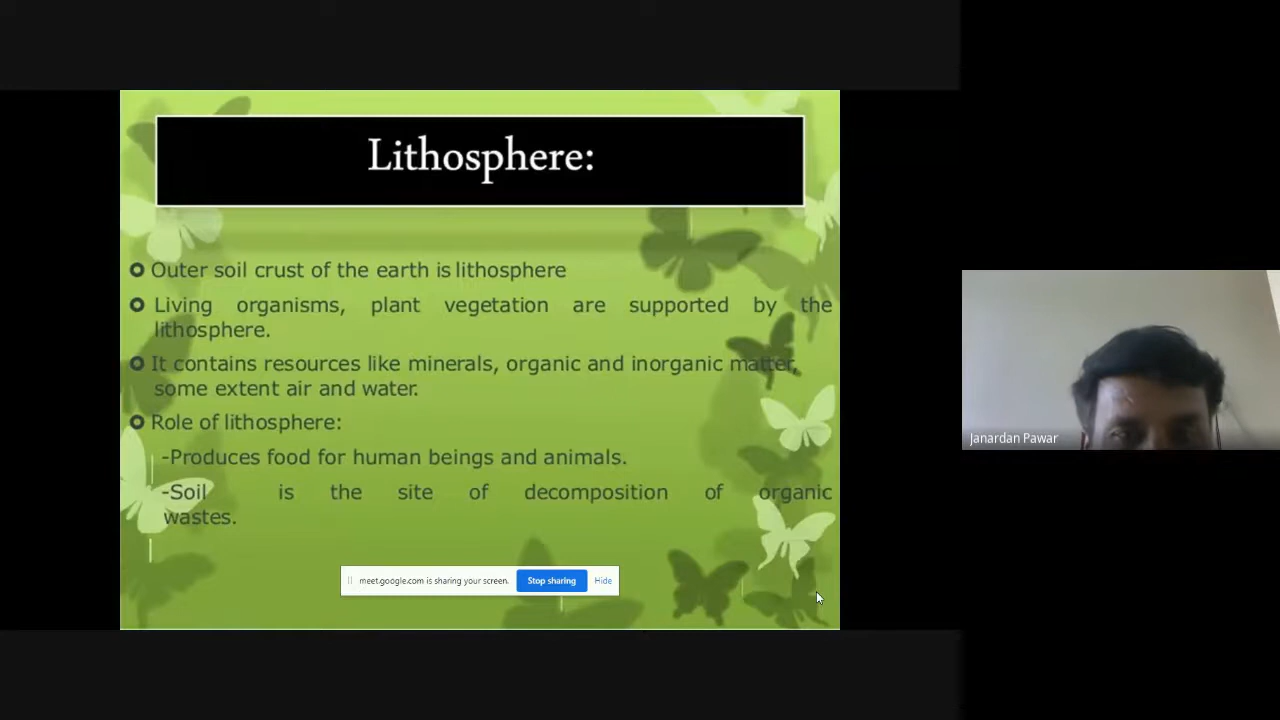 Lithosphere:
Outer soil crust of the earth is lithosphere
Living organisms, plant vegetation are supported by the
lithosphere.
It contains resources like minerals, organic and inorganic matter,
some extent air and water.
Role of lithosphere:
-Produces food for human beings and animals.
-Soil is the site of decomposition of organic
wastes.
meet.google.com is sharing your screen. Stop sharing Hide
Janardan Pawar